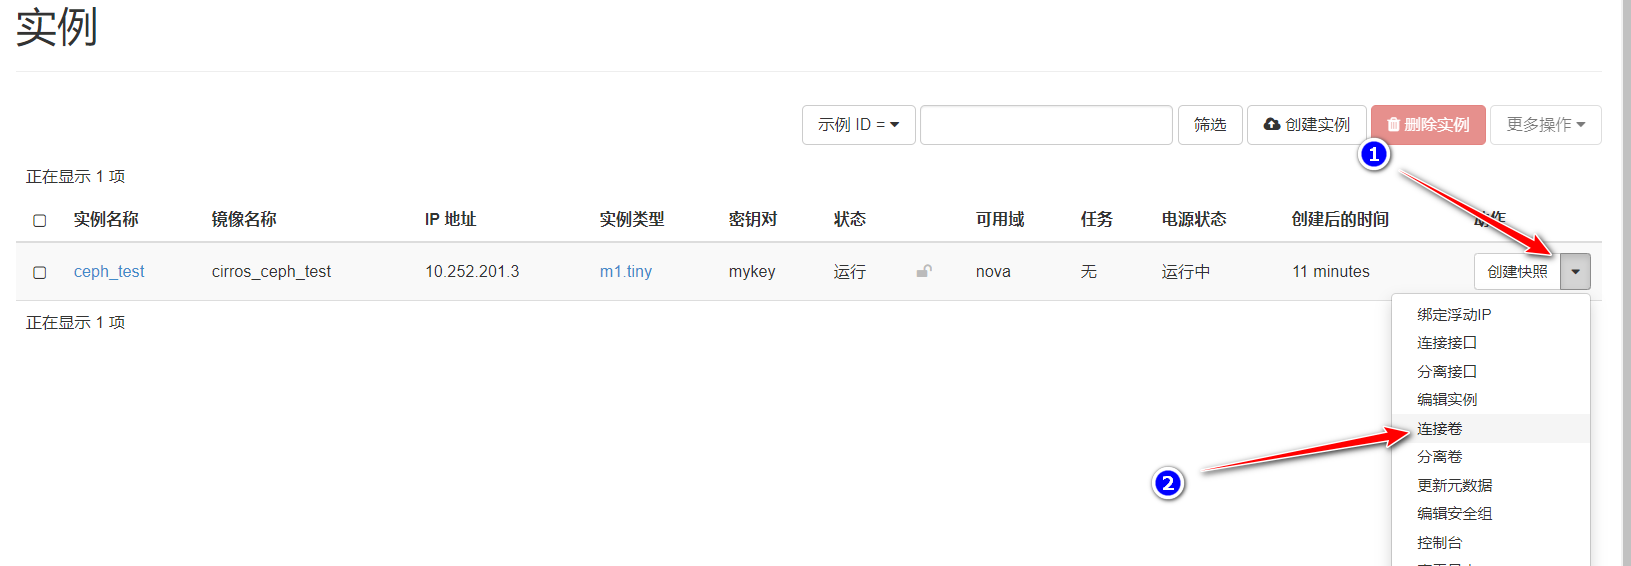 实例
示例 ID = 筛选 创建实例 删除实例 更多操作
1
正在显示 1 项
实例名称 镜像名称 IP 地址 实例类型 密钥对 状态 可用域 任务 电源状态 创建后的时间 动作
ceph_test cirros_ceph_test 10.252.201.3 m1.tiny mykey 运行 nova 无 运行中 11 minutes 创建快照
正在显示 1 项
绑定浮动IP
连接接口
分离接口
编辑实例
连接卷
分离卷
2
更新元数据
编辑安全组
控制台